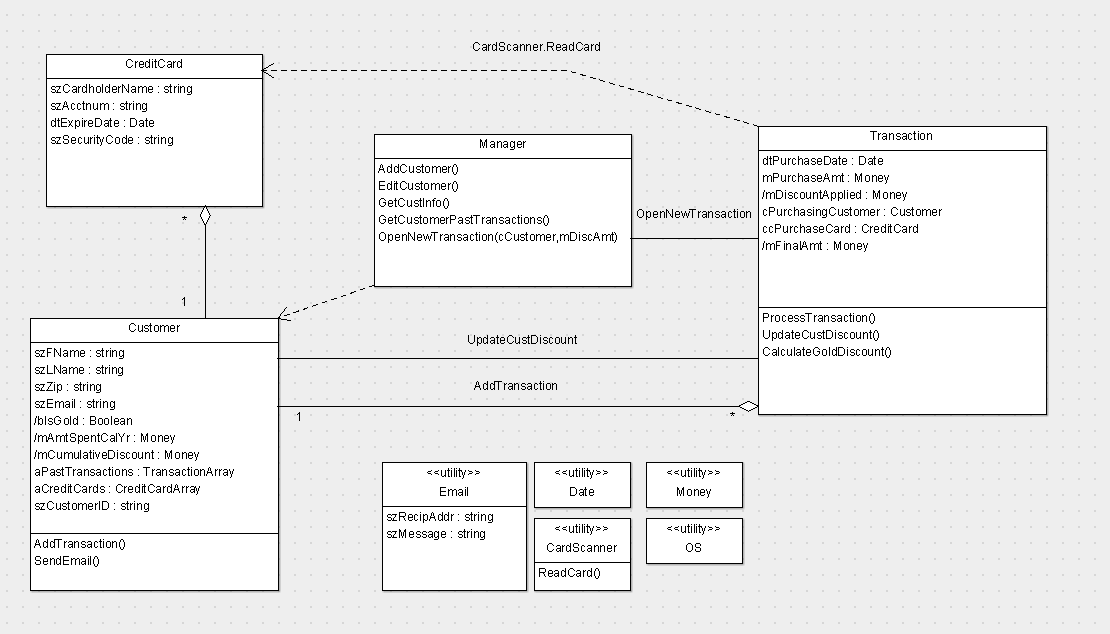 CardScanner.ReadCard
CreditCard
szCardholderName : string
szAcctnum : string
dtExpireDate : Date
szSecurityCode : string
*
1
Manager
AddCustomer()
EditCustomer()
GetCustInfo()
GetCustomerPastTransactions()
OpenNewTransaction(cCustomer,mDiscAmt)
OpenNewTransaction
Transaction
dtPurchaseDate : Date
mPurchaseAmt : Money
/mDiscountApplied : Money
cPurchasingCustomer : Customer
ccPurchaseCard : CreditCard
/mFinalAmt : Money
ProcessTransaction()
UpdateCustDiscount()
CalculateGoldDiscount()
Customer
szFName : string
szLName : string
szZip : string
szEmail : string
/bIsGold : Boolean
/mAmtSpentCalYr : Money
/mCumulativeDiscount : Money
aPastTransactions : TransactionArray
aCreditCards : CreditCardArray
szCustomerID : string
AddTransaction()
SendEmail()
UpdateCustDiscount
AddTransaction
1
*
<<utility>>
Email
szRecipAddr : string
szMessage : string
<<utility>>
Date
<<utility>>
Money
<<utility>>
CardScanner
ReadCard()
<<utility>>
OS